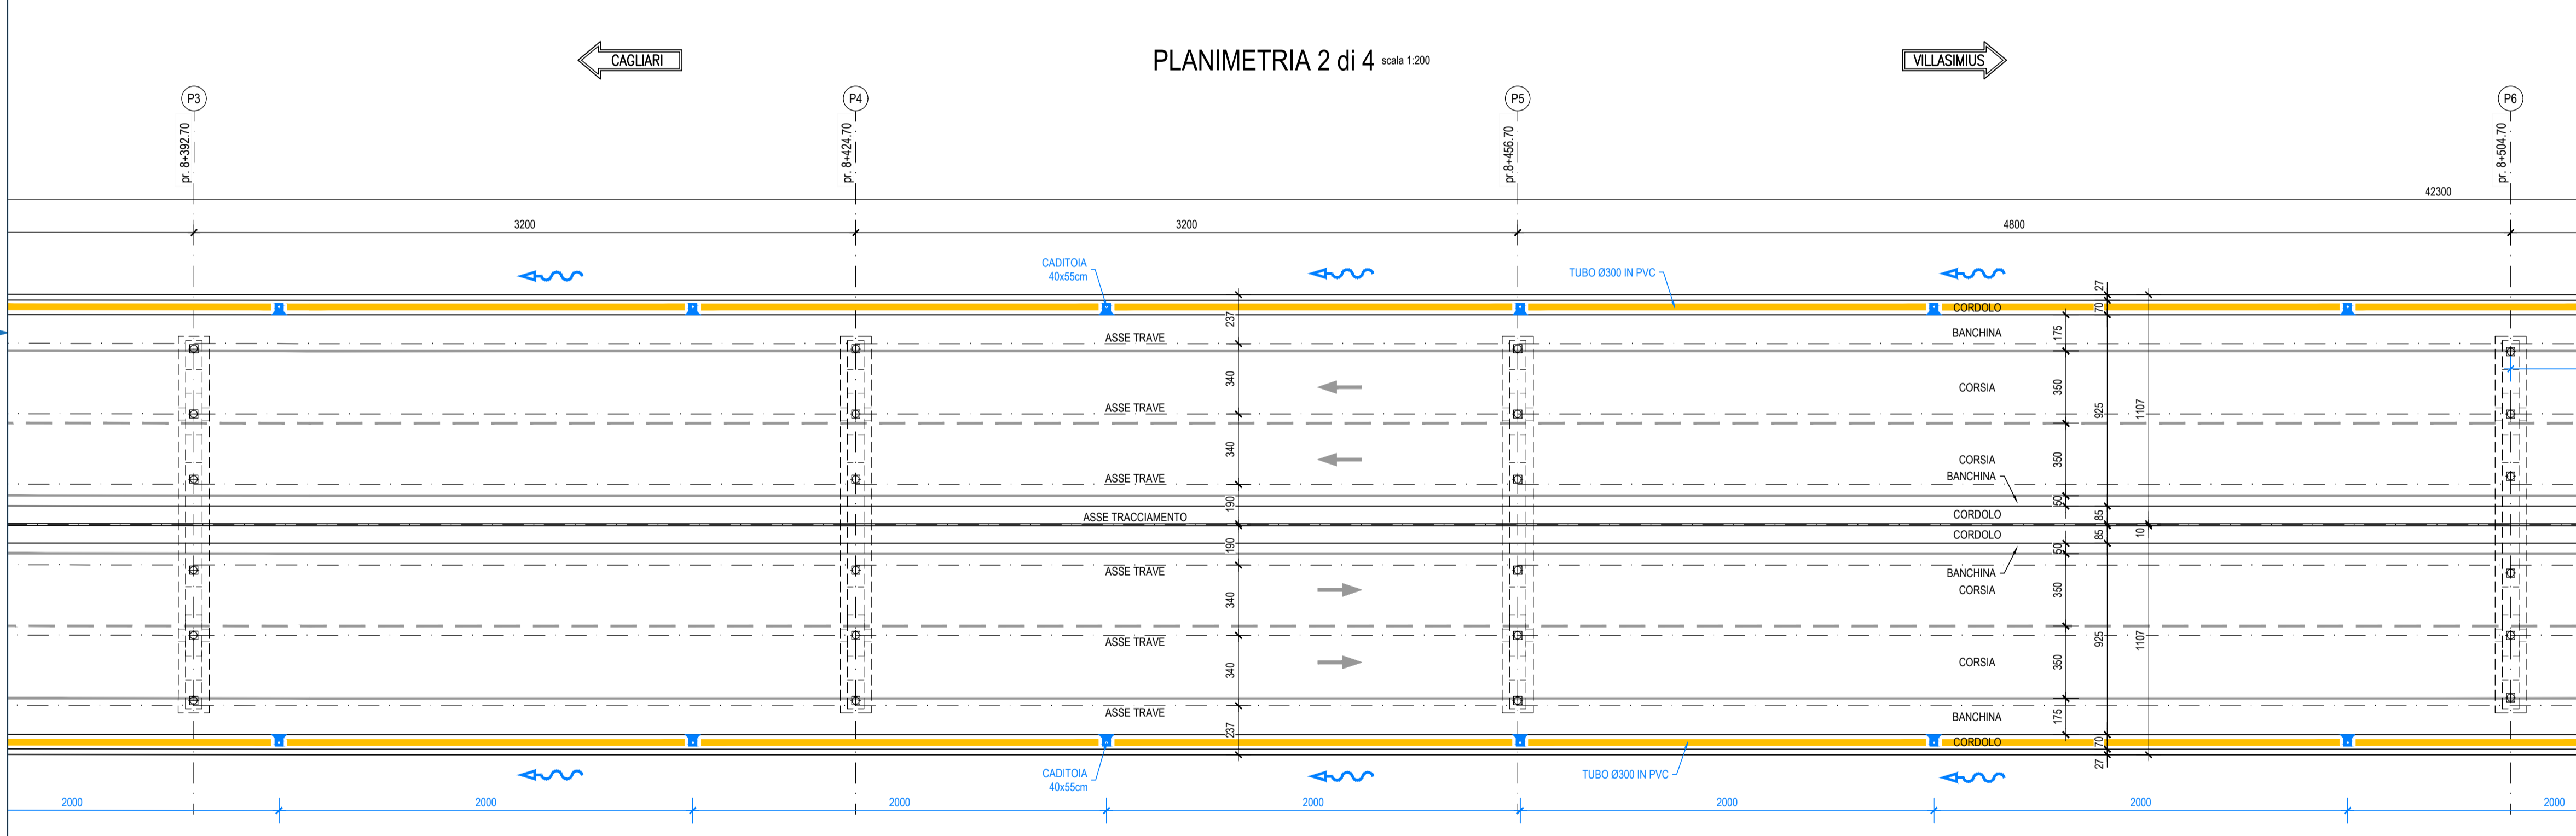 CAGLIARI
PLANIMETRIA 2 di 4 scala 1:200
VILLASIMIUS
P3
P4
P5
P6
pr. 8+392.70
pr. 8+424.70
pr.8+456.70
pr. 8+504.70
42300
3200
3200
4800
CADITOIA
40x55cm
TUBO Ø300 IN PVC
27
70
CORDOLO
237
175
BANCHINA
ASSE TRAVE
340
CORSIA
350
925
1107
ASSE TRAVE
340
CORSIA
350
BANCHINA
ASSE TRAVE
190
50
ASSE TRACCIAMENTO
CORDOLO
85
CORDOLO
85
10
190
50
ASSE TRAVE
BANCHINA
CORSIA
340
350
ASSE TRAVE
925
1107
340
CORSIA
350
ASSE TRAVE
BANCHINA
175
237
CORDOLO
70
27
CADITOIA
40x55cm
TUBO Ø300 IN PVC
2000
2000
2000
2000
2000
2000
2000